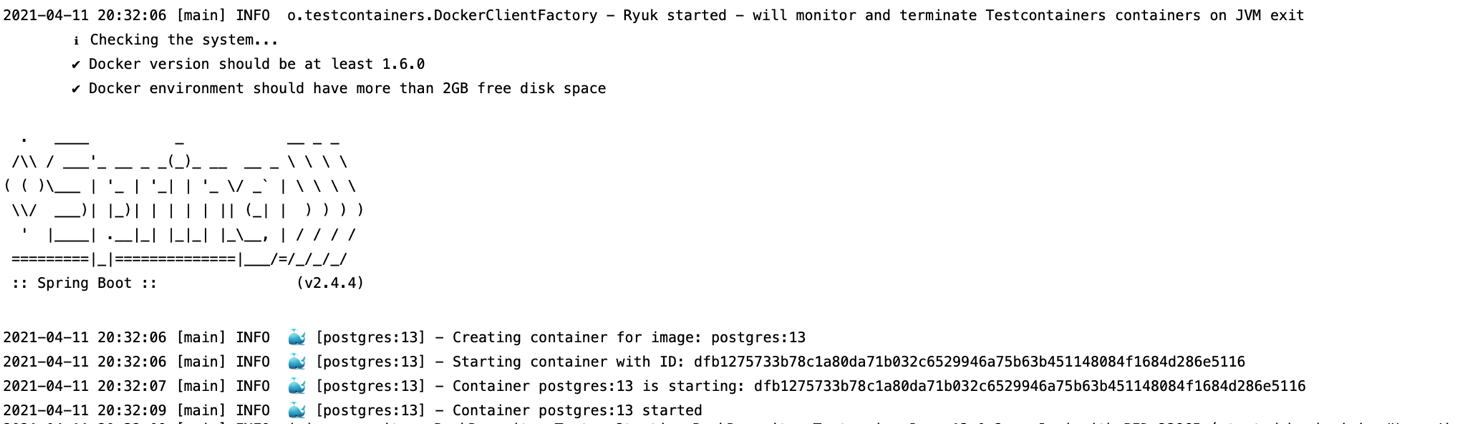 2021-04-11 20:32:06 [main] INFO  o.testcontainers.DockerClientFactory – Ryuk started – will monitor and terminate Testcontainers containers on JVM exit
        ℹ︎ Checking the system...
        ✔ Docker version should be at least 1.6.0
        ✔ Docker environment should have more than 2GB free disk space
  .   ____          _            __ _ _
 /\\ / ___'_ __ _ _(_)_ __  __ _ \ \ \ \
( ( )\___ | '_ | '_| | '_ \/ _` | \ \ \ \
 \\/  ___)| |_)| | | | | || (_| |  ) ) ) )
  '  |____| .__|_| |_|_| |_\__, | / / / /
 =========|_|==============|___/=/_/_/_/
 :: Spring Boot ::                (v2.4.4)
2021-04-11 20:32:06 [main] INFO  🐳 [postgres:13] – Creating container for image: postgres:13
2021-04-11 20:32:06 [main] INFO  🐳 [postgres:13] – Starting container with ID: dfb1275733b78c1a80da71b032c6529946a75b63b451148084f1684d286e5116
2021-04-11 20:32:07 [main] INFO  🐳 [postgres:13] – Container postgres:13 is starting: dfb1275733b78c1a80da71b032c6529946a75b63b451148084f1684d286e5116
2021-04-11 20:32:09 [main] INFO  🐳 [postgres:13] – Container postgres:13 started